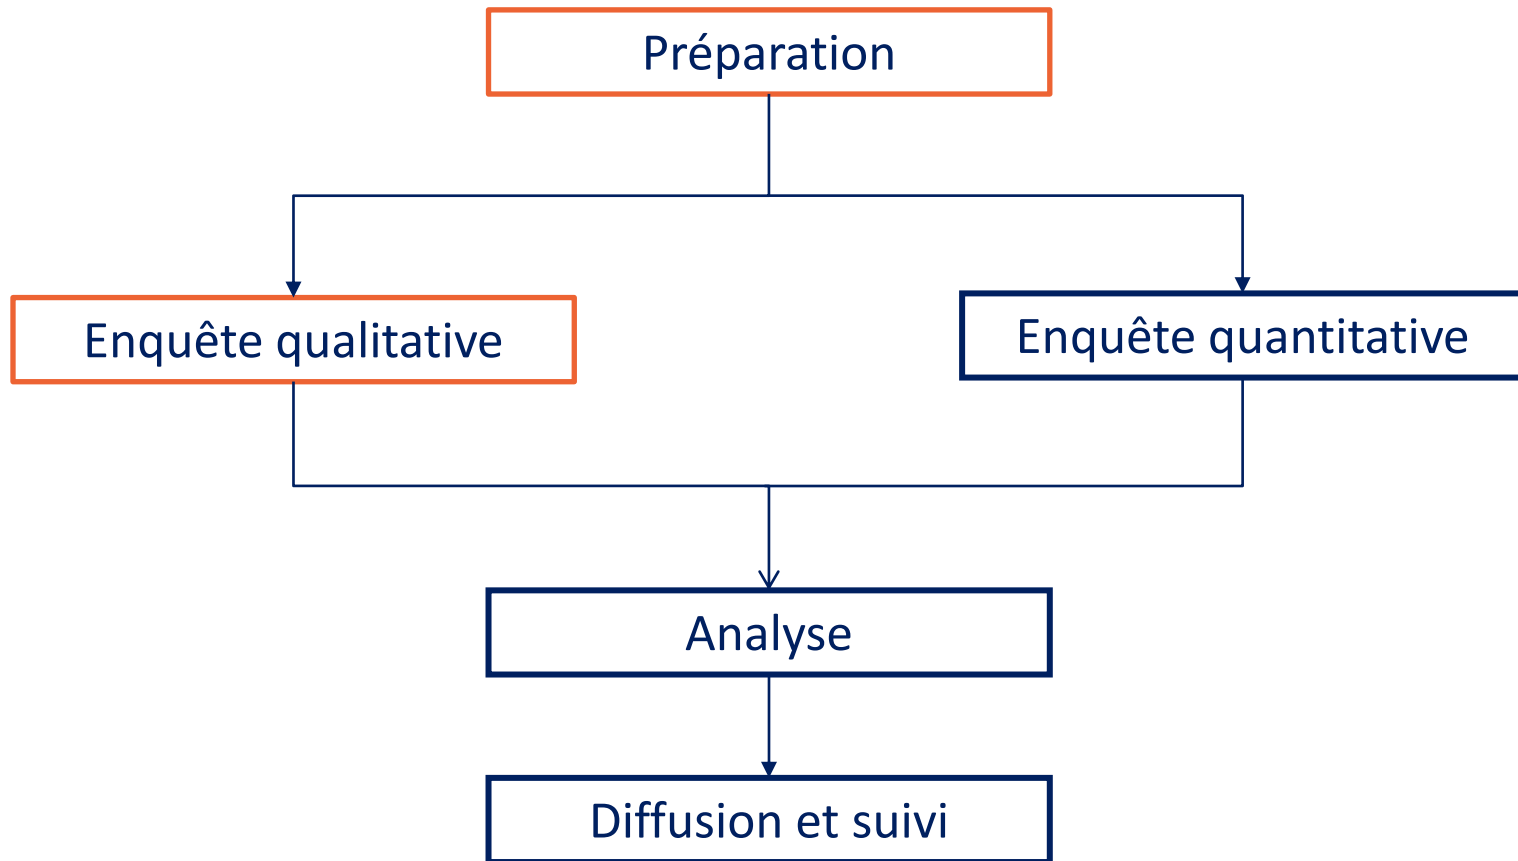 Préparation
Enquête qualitative
Enquête quantitative
Analyse
Diffusion et suivi